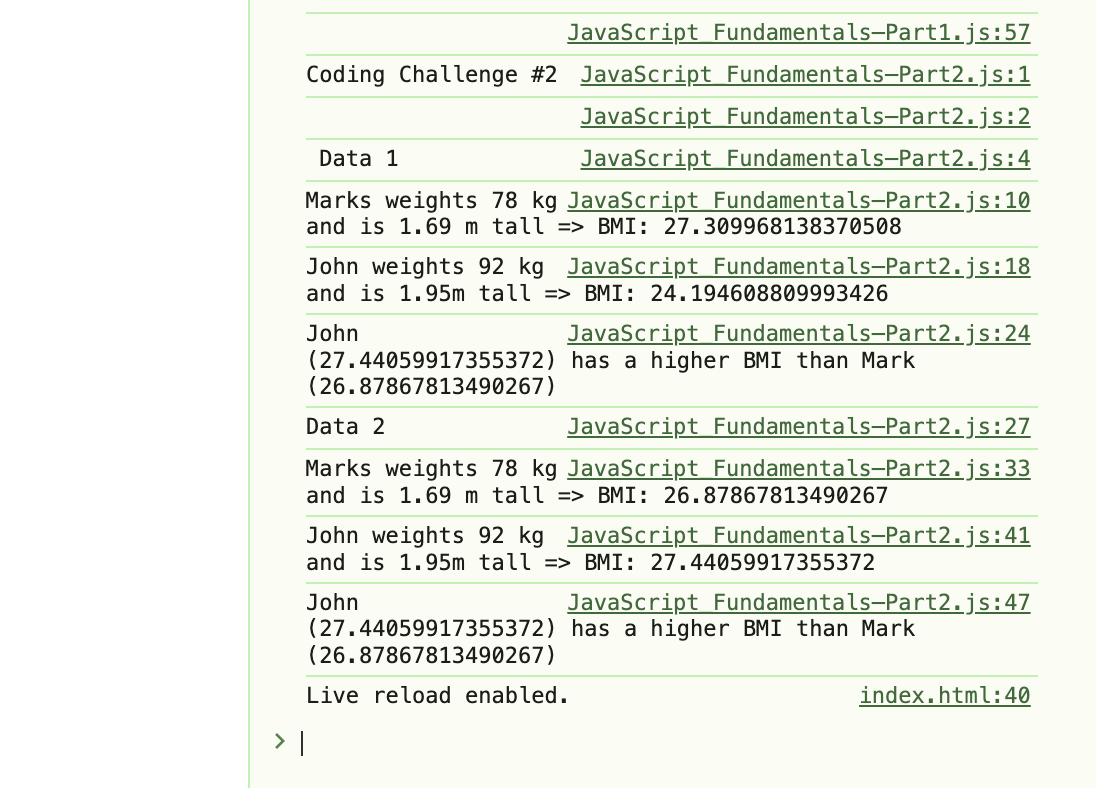 JavaScript_Fundamentals–Part1.js:57
Coding Challenge #2 JavaScript_Fundamentals–Part2.js:1
JavaScript_Fundamentals–Part2.js:2
Data 1 JavaScript_Fundamentals–Part2.js:4
Marks weights 78 kg JavaScript_Fundamentals–Part2.js:10
and is 1.69 m tall => BMI: 27.309968138370508
John weights 92 kg JavaScript_Fundamentals–Part2.js:18
and is 1.95m tall => BMI: 24.194608809993426
John JavaScript_Fundamentals–Part2.js:24
(27.44059917355372) has a higher BMI than Mark
(26.87867813490267)
Data 2 JavaScript_Fundamentals–Part2.js:27
Marks weights 78 kg JavaScript_Fundamentals–Part2.js:33
and is 1.69 m tall => BMI: 26.87867813490267
John weights 92 kg JavaScript_Fundamentals–Part2.js:41
and is 1.95m tall => BMI: 27.44059917355372
John JavaScript_Fundamentals–Part2.js:47
(27.44059917355372) has a higher BMI than Mark
(26.87867813490267)
Live reload enabled. index.html:40
>